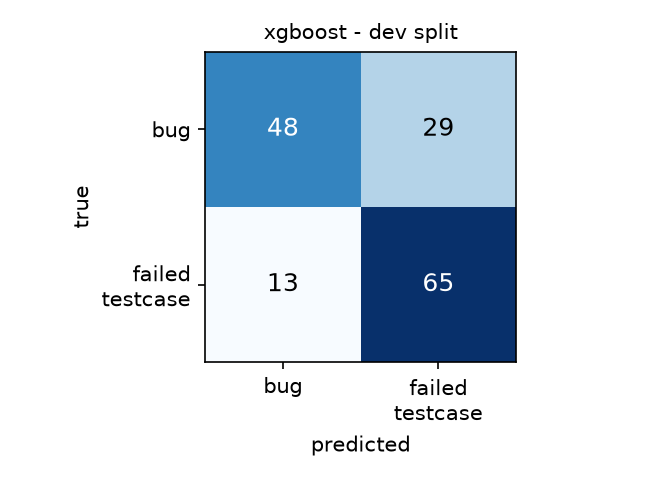 xgboost - dev split
bug
48
29
true
failed
testcase
13
65
bug
failed
testcase
predicted